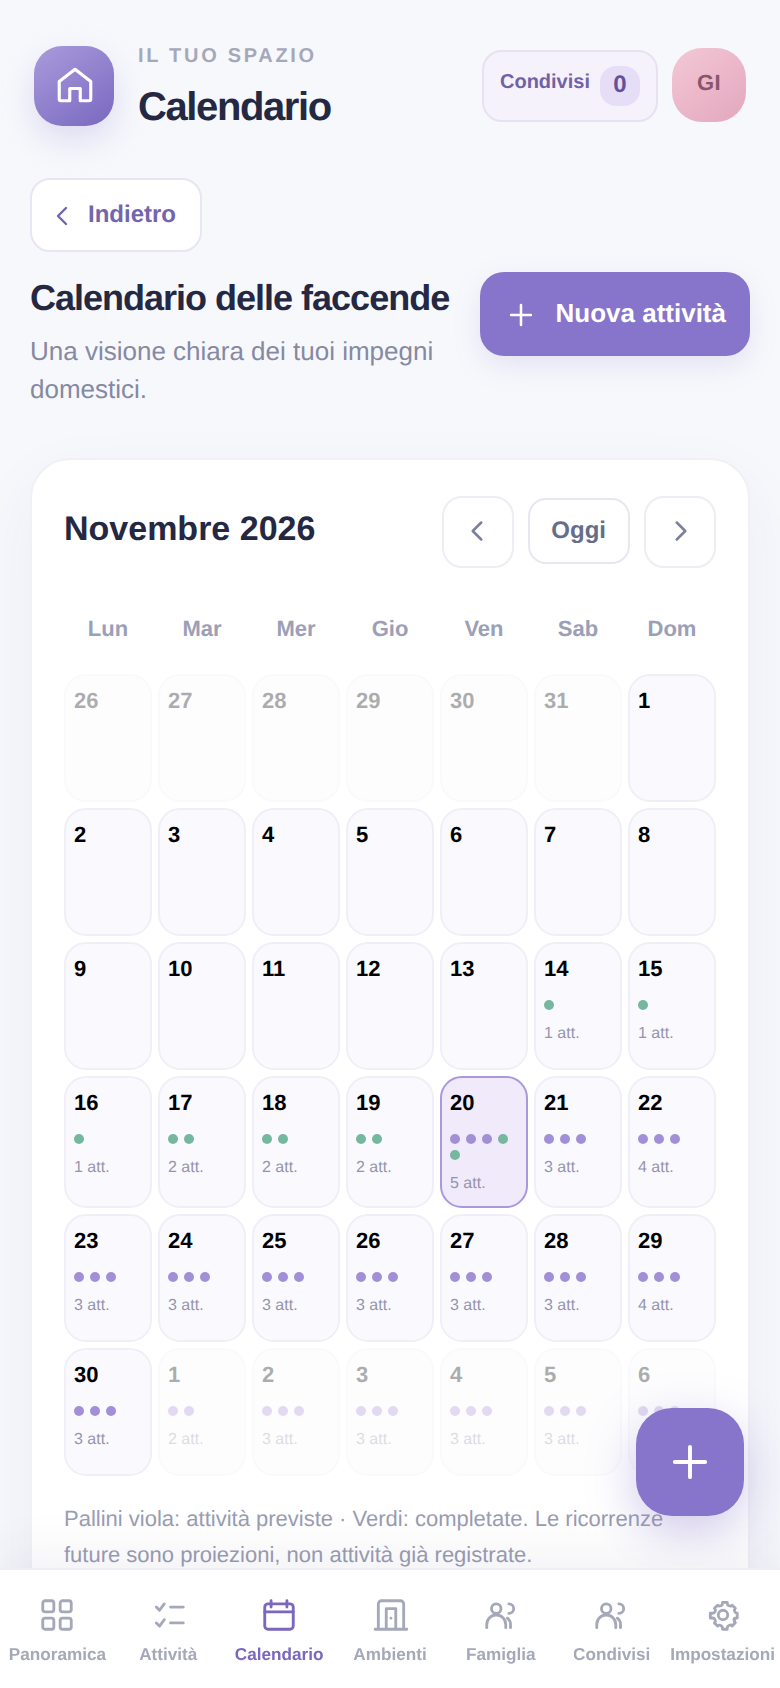 IL TUO SPAZIO
Calendario
Condivisi 0
GI
Indietro
Calendario delle faccende
Nuova attività
Una visione chiara dei tuoi impegni
domestici.
Novembre 2026
Oggi
Lun Mar Mer Gio Ven Sab Dom
26 27 28 29 30 31 1
2 3 4 5 6 7 8
9 10 11 12 13 14 15
1 att. 1 att.
16 17 18 19 20 21 22
1 att. 2 att. 2 att. 2 att. 5 att. 3 att. 4 att.
23 24 25 26 27 28 29
3 att. 3 att. 3 att. 3 att. 3 att. 3 att. 4 att.
30 1 2 3 4 5 6
3 att. 2 att. 3 att. 3 att. 3 att. 3 att.
Pallini viola: attività previste · Verdi: completate. Le ricorrenze
future sono proiezioni, non attività già registrate.
Panoramica Attività Calendario Ambienti Famiglia Condivisi Impostazioni